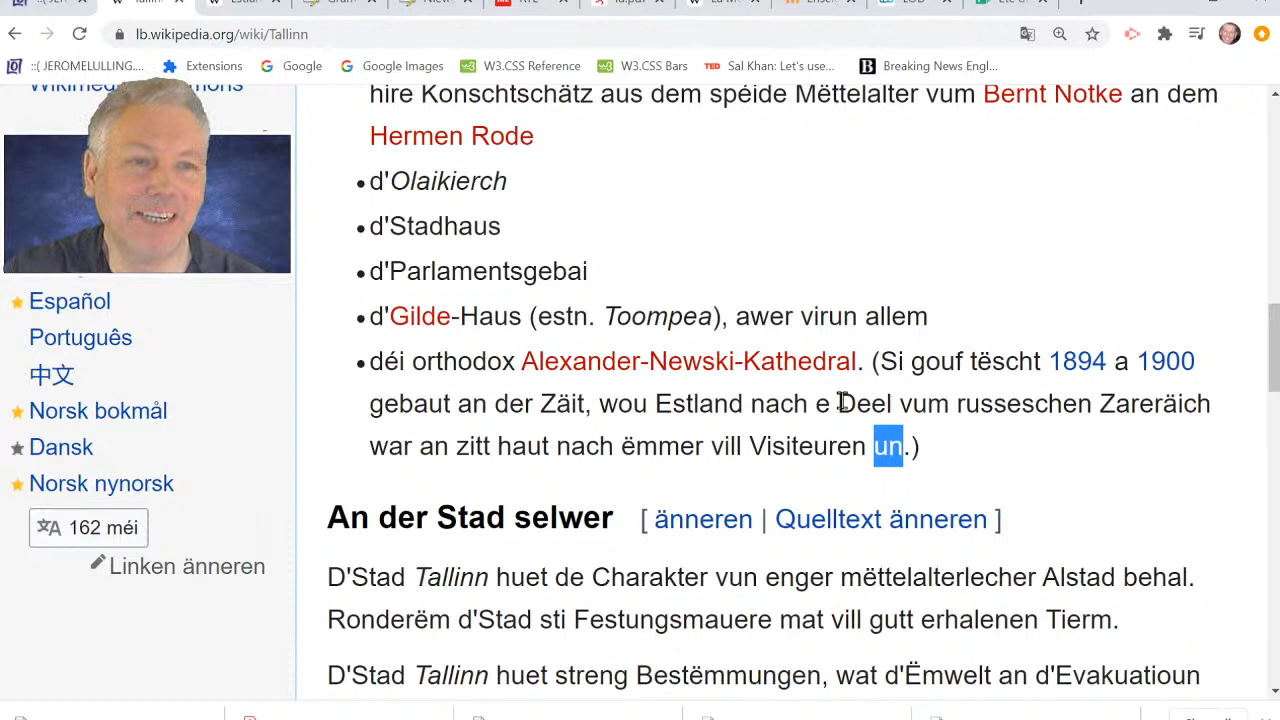 Tallinn
lb.wikipedia.org/wiki/Tallinn
::( JEROMELULLING.... Extensions Google Google Images W3.CSS Reference W3.CSS Bars TED Sal Khan: Let's use... B Breaking News Engl...
hire Konschtschätz aus dem spéide Mëttelalter vum Bernt Notke an dem
Hermen Rode
d'Olaikierch
d'Stadhaus
d'Parlamentsgebai
d'Gilde-Haus (estn. Toompea), awer virun allem
déi orthodox Alexander-Newski-Kathedral. (Si gouf tëscht 1894 a 1900
gebaut an der Zäit, wou Estland nach e Deel vum russeschen Zareräich
war an zitt haut nach ëmmer vill Visiteuren un.)
An der Stad selwer [ änneren | Quelltext änneren ]
D'Stad Tallinn huet de Charakter vun enger mëttelalterlecher Alstad behal.
Ronderëm d'Stad sti Festungsmauere mat vill gutt erhalenen Tierm.
D'Stad Tallinn huet streng Bestëmmungen, wat d'Ëmwelt an d'Evakuatioun
Español
Português
中文
Norsk bokmål
Dansk
Norsk nynorsk
162 méi
Linken änneren